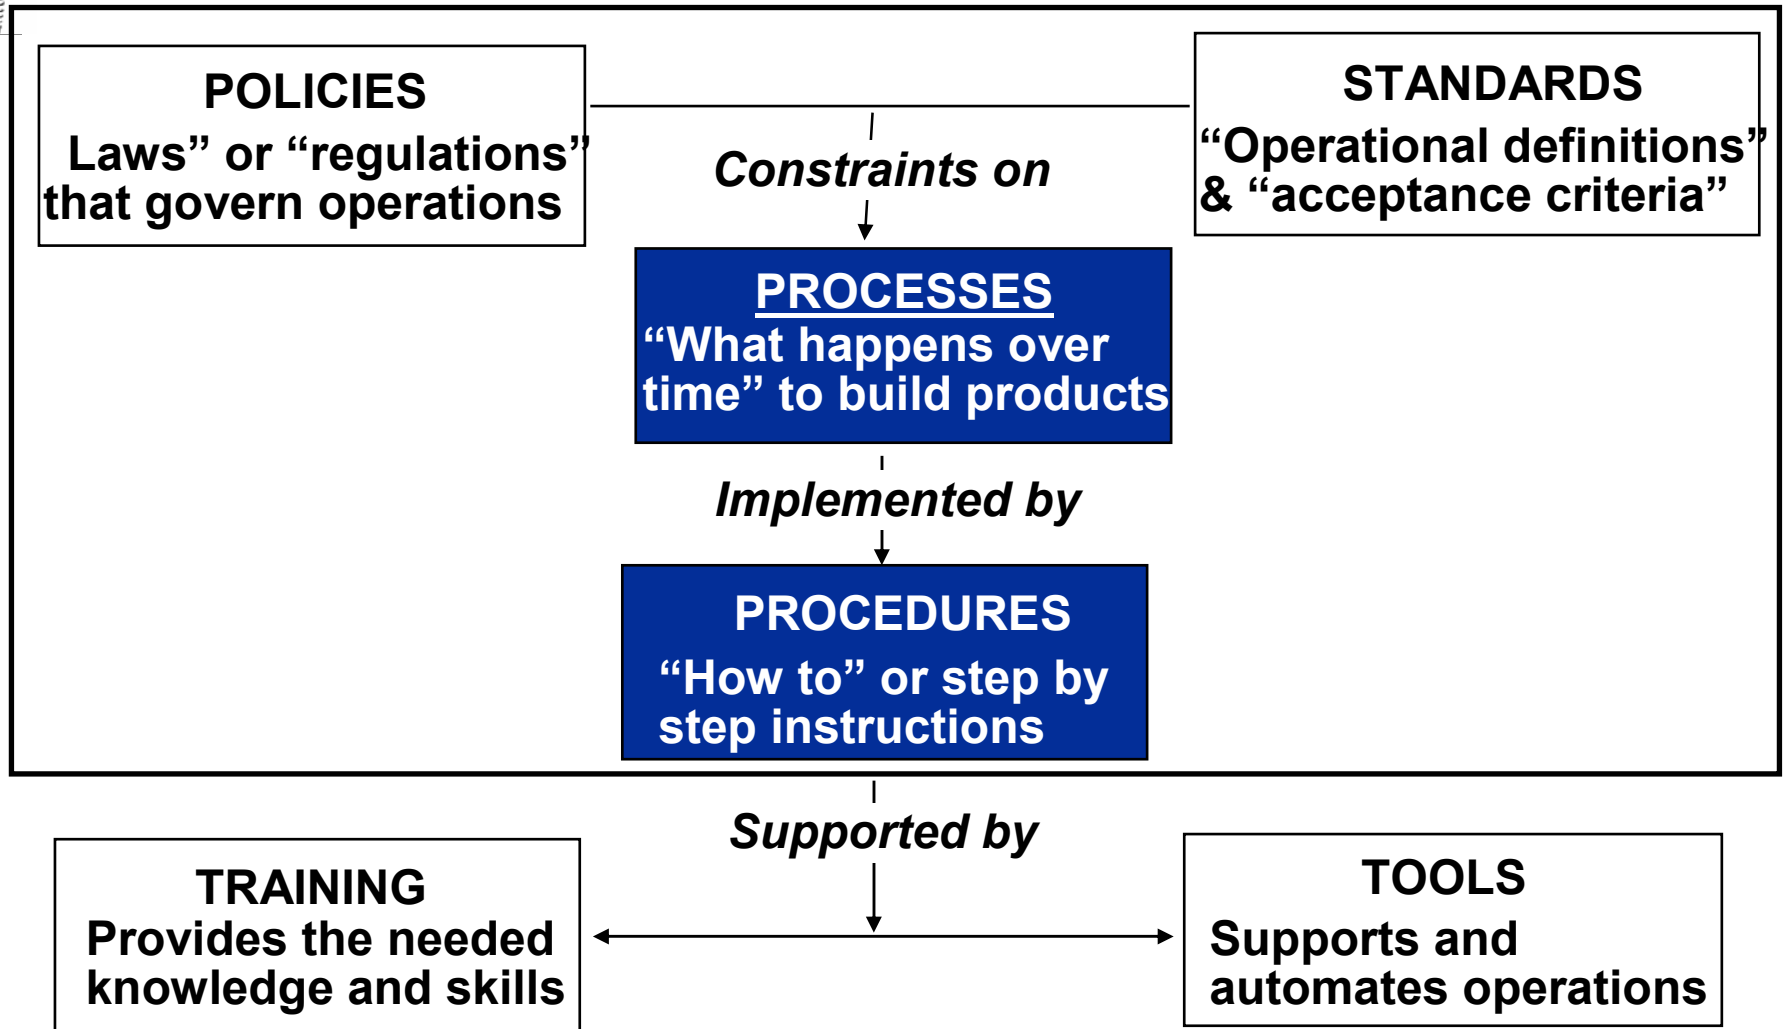 POLICIES
Laws” or “regulations”
that govern operations
STANDARDS
“Operational definitions”
& “acceptance criteria”
Constraints on
PROCESSES
“What happens over
time” to build products
Implemented by
PROCEDURES
“How to” or step by
step instructions
Supported by
TRAINING
Provides the needed
knowledge and skills
TOOLS
Supports and
automates operations